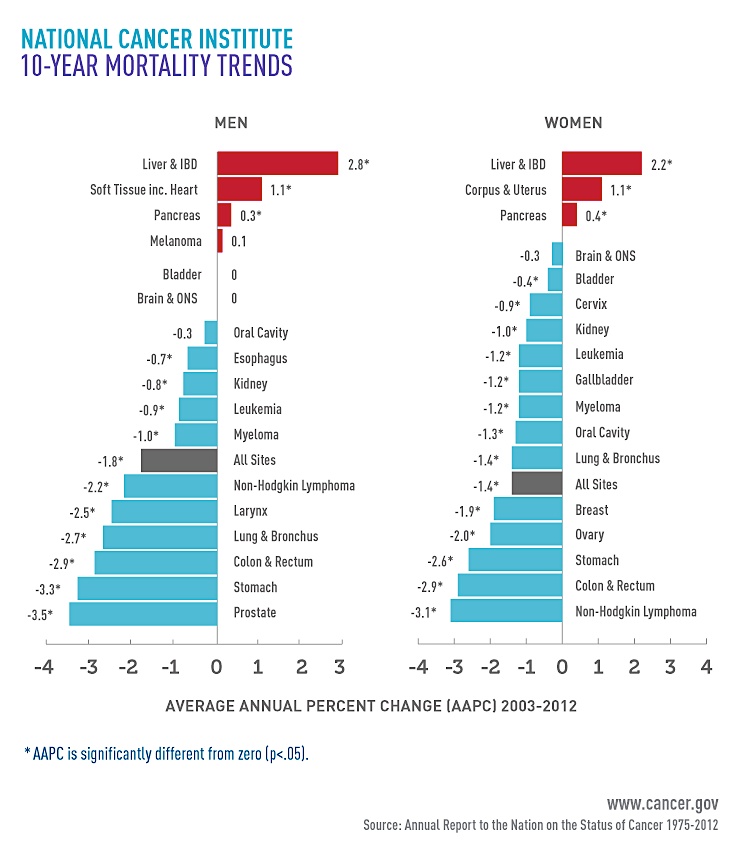 NATIONAL CANCER INSTITUTE
10-YEAR MORTALITY TRENDS
MEN
Liver & IBD 2.8*
Soft Tissue inc. Heart 1.1*
Pancreas 0.3*
Melanoma 0.1
Bladder 0
Brain & ONS 0
-0.3 Oral Cavity
-0.7* Esophagus
-0.8* Kidney
-0.9* Leukemia
-1.0* Myeloma
-1.8* All Sites
-2.2* Non-Hodgkin Lymphoma
-2.5* Larynx
-2.7* Lung & Bronchus
-2.9* Colon & Rectum
-3.3* Stomach
-3.5* Prostate
-4 -3 -2 -1 0 1 2 3
WOMEN
Liver & IBD 2.2*
Corpus & Uterus 1.1*
Pancreas 0.4*
-0.3 Brain & ONS
-0.4* Bladder
-0.9* Cervix
-1.0* Kidney
-1.2* Leukemia
-1.2* Gallbladder
-1.2* Myeloma
-1.3* Oral Cavity
-1.4* Lung & Bronchus
-1.4* All Sites
-1.9* Breast
-2.0* Ovary
-2.6* Stomach
-2.9* Colon & Rectum
-3.1* Non-Hodgkin Lymphoma
-4 -3 -2 -1 0 1 2 3 4
AVERAGE ANNUAL PERCENT CHANGE (AAPC) 2003-2012
* AAPC is significantly different from zero (p<.05).
www.cancer.gov
Source: Annual Report to the Nation on the Status of Cancer 1975-2012